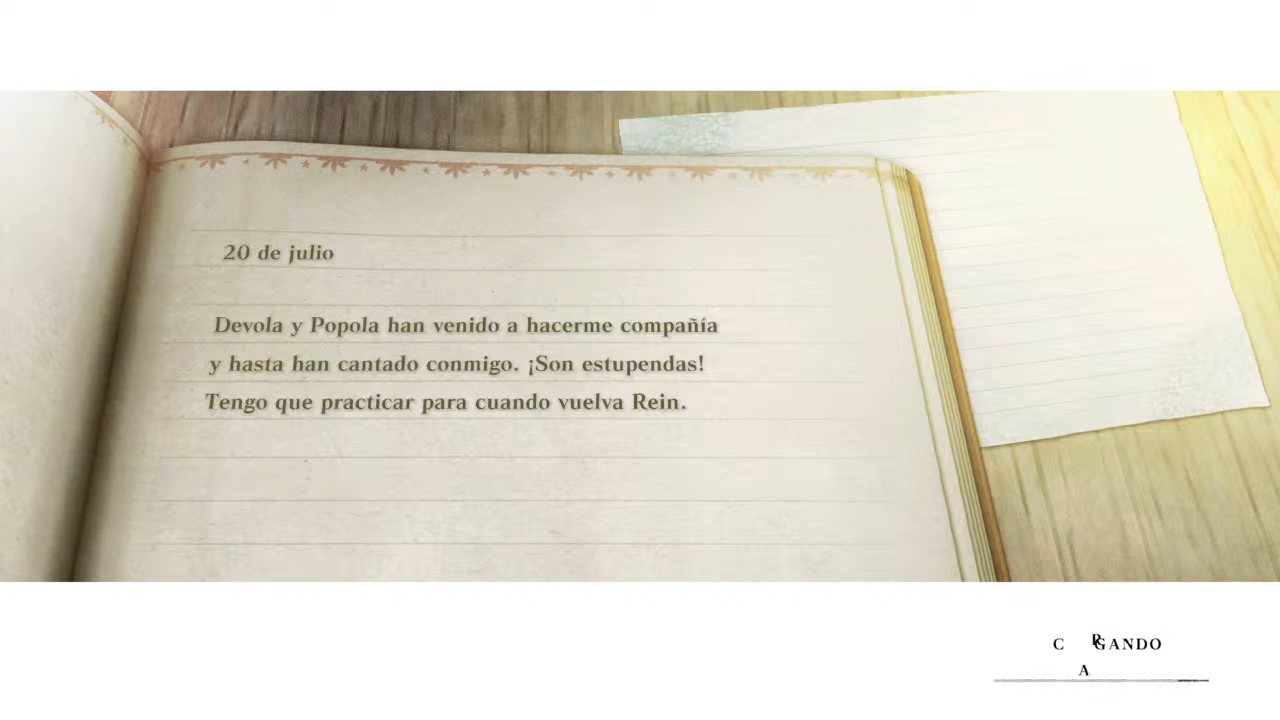 20 de julio
Devola y Popola han venido a hacerme compañía
y hasta han cantado conmigo. ¡Son estupendas!
Tengo que practicar para cuando vuelva Rein.
CARGANDO